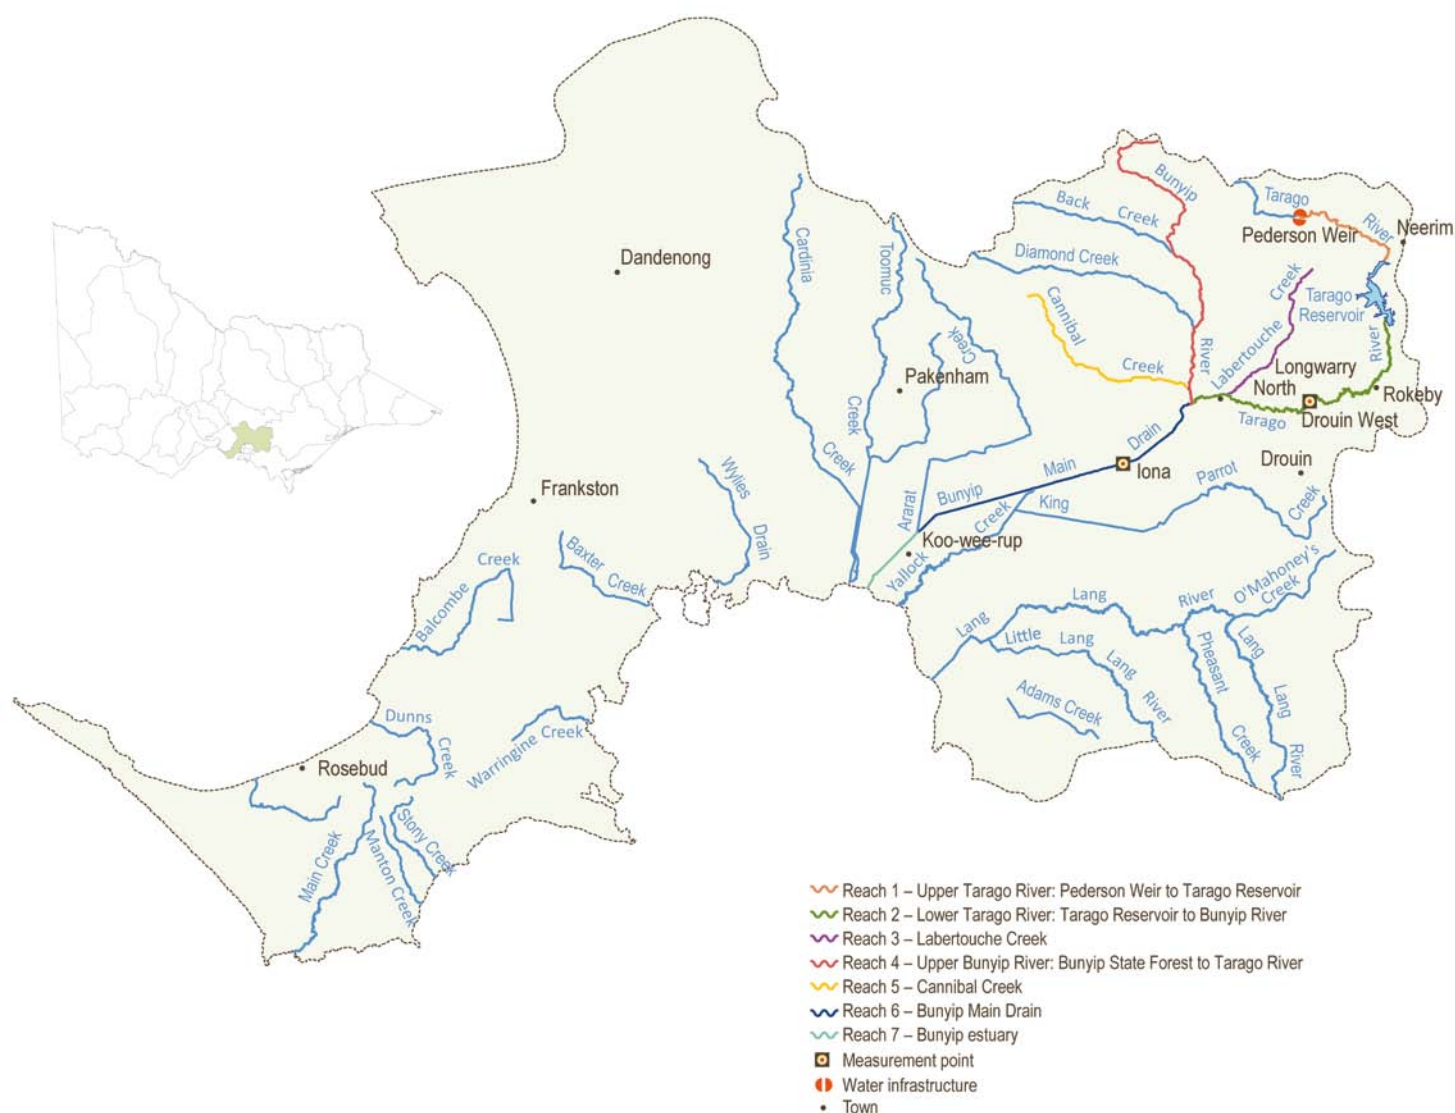 Bunyip
Back
Creek
Tarago
River
Neerim
Pederson Weir
Dandenong
Cardinia
Creek
Toomuc
Creek
Creek
Ararat
Diamond Creek
Cannibal
Creek
River
Labertouche
Creek
Tarago
Reservoir
River
Longwarry
North
Rokeby
Tarago
Drouin West
Pakenham
Drouin
Iona
Bunyip
Main
Drain
Parrot
Creek
King
Creek
Yallock
Koo-wee-rup
Wylies
Drain
Frankston
Baxter Creek
Balcombe
Creek
O'Mahoney's
Creek
Lang
Lang
River
Little
Lang
Lang
River
Pheasant
Creek
Lang
Lang
River
Adams Creek
Dunns
Creek
Warringine Creek
Rosebud
Main Creek
Manton Creek
Stony Creek
Reach 1 – Upper Tarago River: Pederson Weir to Tarago Reservoir
Reach 2 – Lower Tarago River: Tarago Reservoir to Bunyip River
Reach 3 – Labertouche Creek
Reach 4 – Upper Bunyip River: Bunyip State Forest to Tarago River
Reach 5 – Cannibal Creek
Reach 6 – Bunyip Main Drain
Reach 7 – Bunyip estuary
Measurement point
Water infrastructure
Town